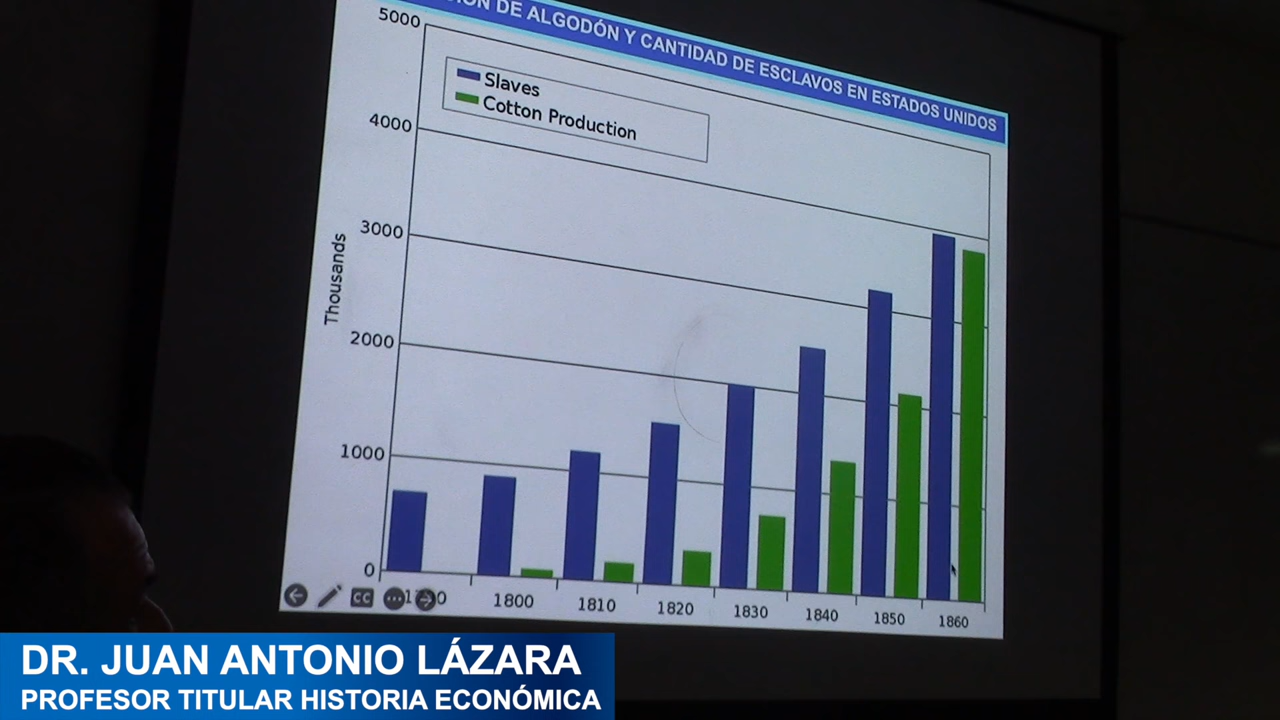 DE ALGODÓN Y CANTIDAD DE ESCLAVOS EN ESTADOS UNIDOS
Slaves
Cotton Production
Thousands
5000
4000
3000
2000
1000
0
CC
1800
1810
1820
1830
1840
1850
1860
DR. JUAN ANTONIO LÁZARA
PROFESOR TITULAR HISTORIA ECONÓMICA